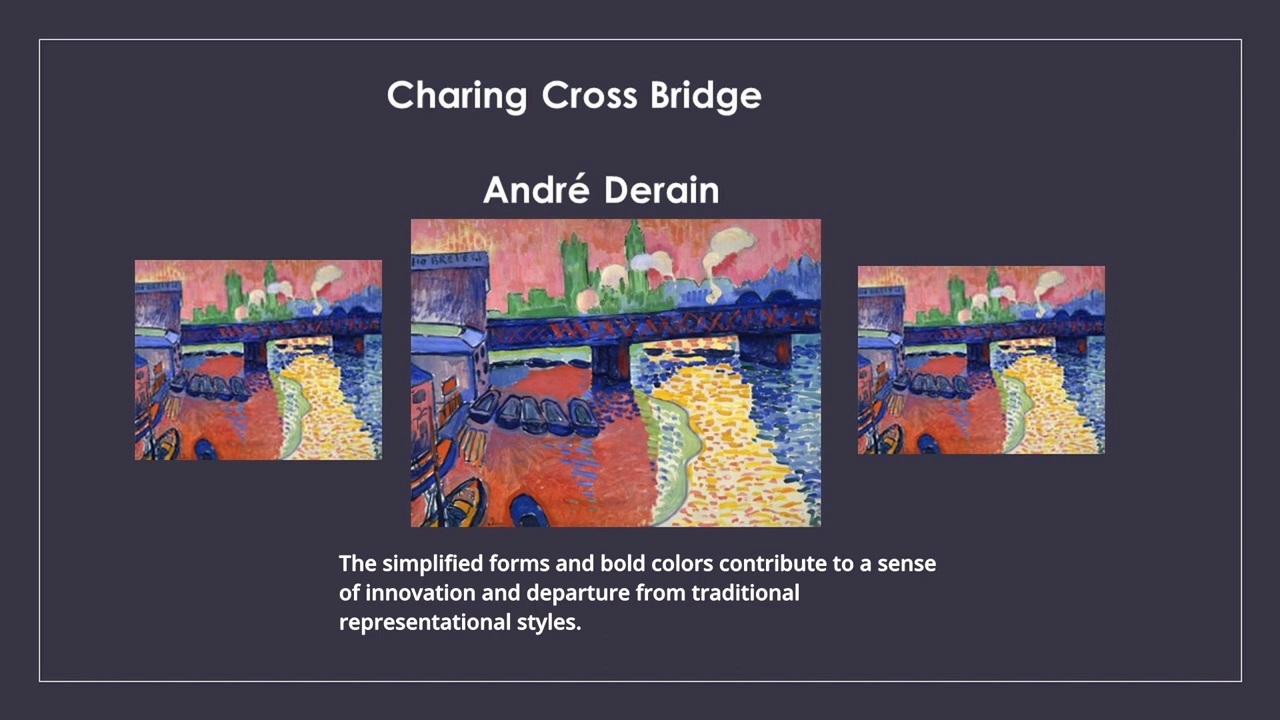 Charing Cross Bridge
André Derain
The simplified forms and bold colors contribute to a sense
of innovation and departure from traditional
representational styles.